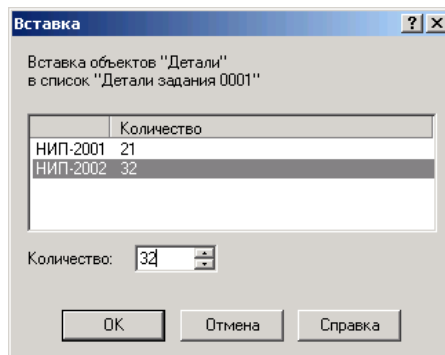 Вставка
Вставка объектов "Детали"
в список "Детали задания 0001"
Количество
НИП-2001 21
НИП-2002 32
Количество: 32
OK Отмена Справка